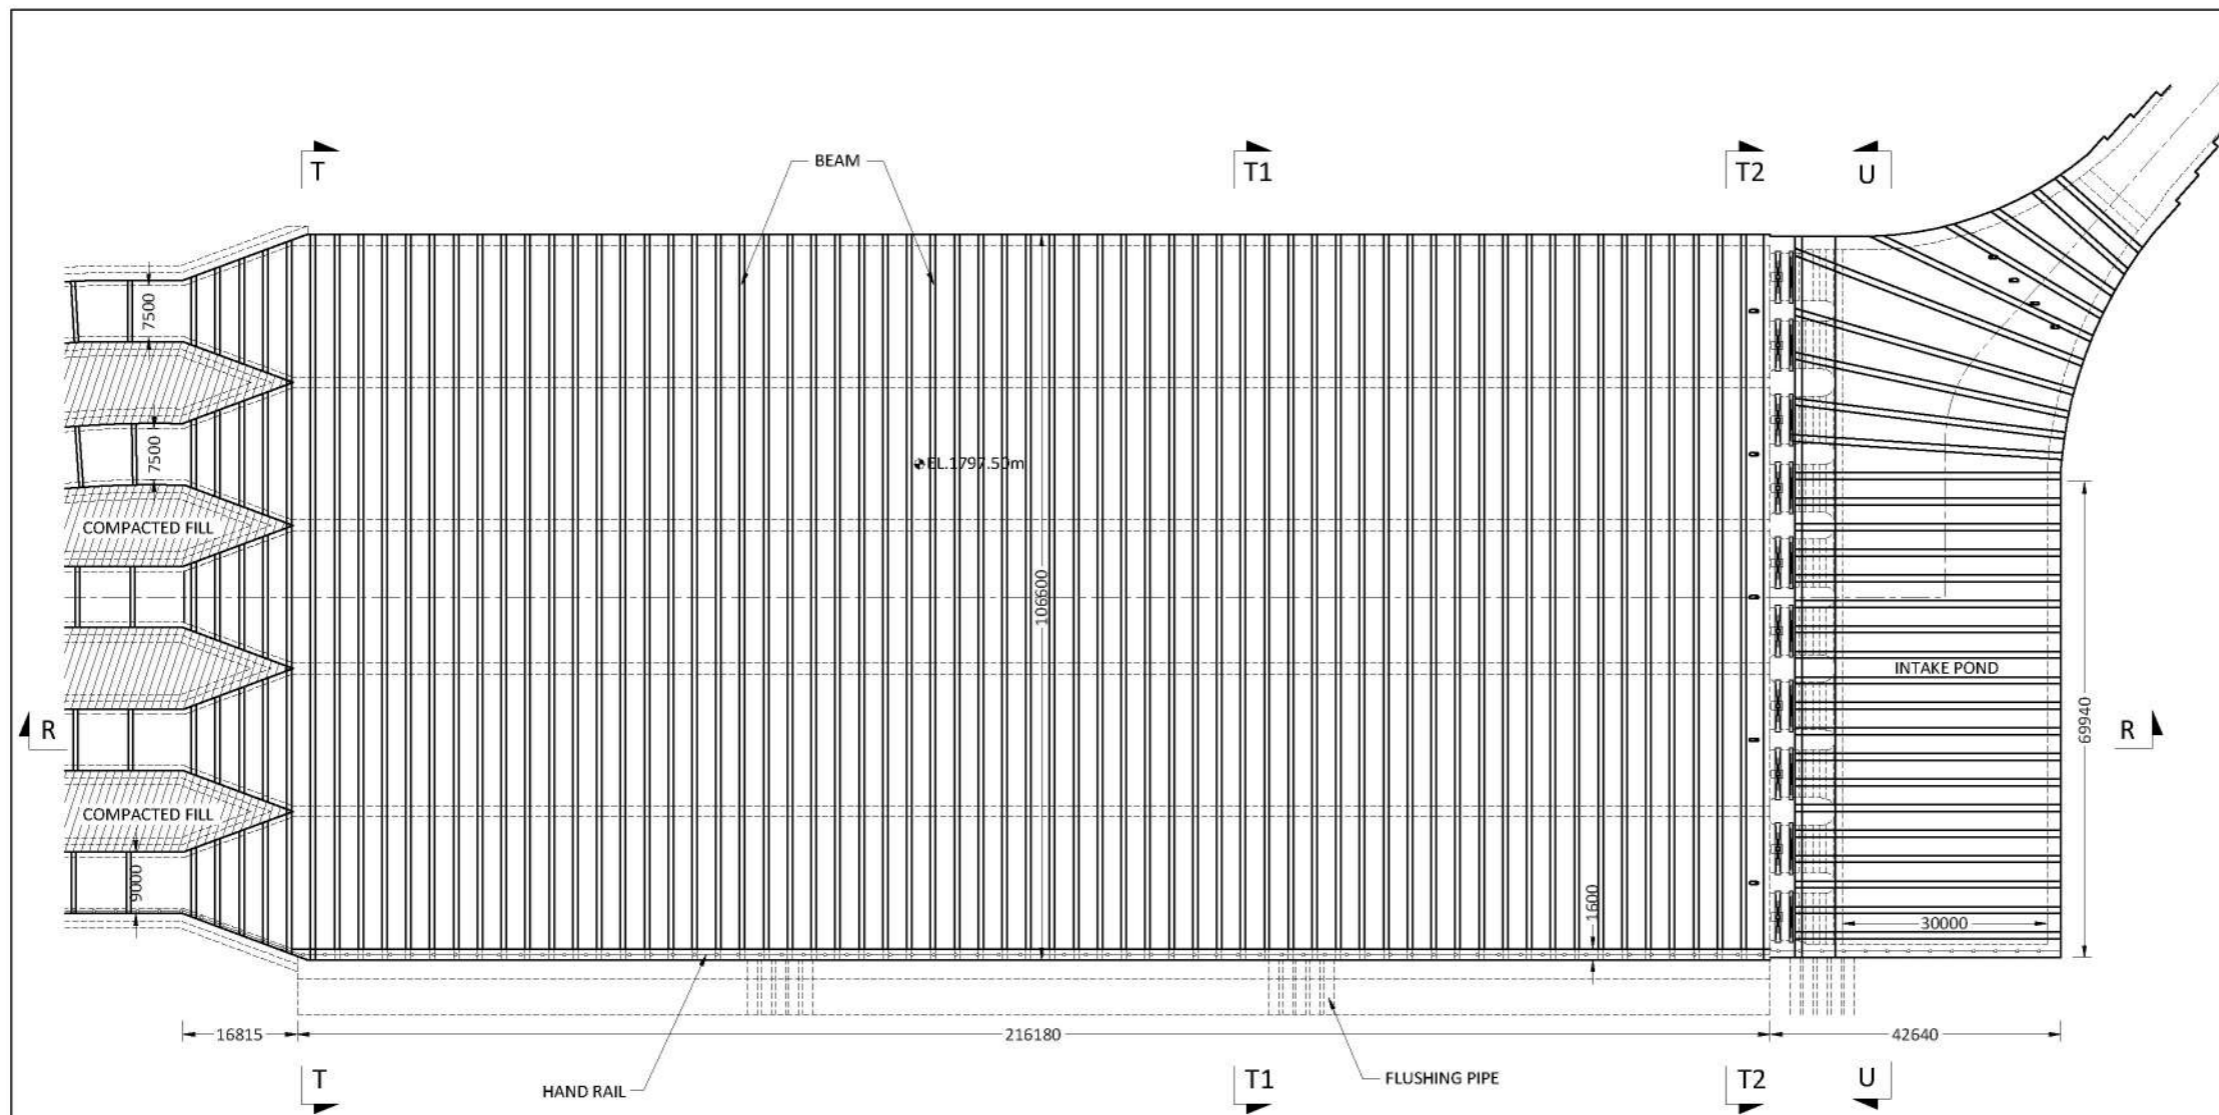 T
T1
T2
U
BEAM
7500
7500
EL.1797.50m
COMPACTED FILL
106600
INTAKE POND
69940
R
R
COMPACTED FILL
9000
1600
30000
16815
216180
42640
T
HAND RAIL
T1
FLUSHING PIPE
T2
U